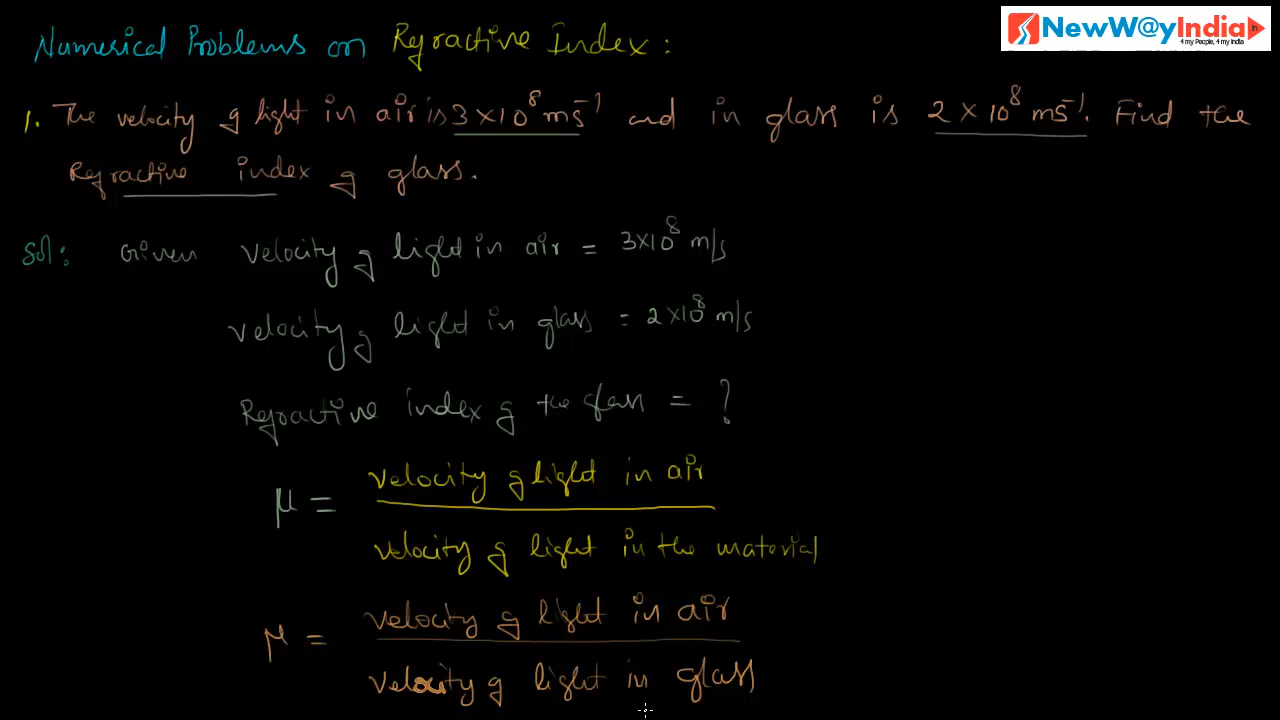 NewW@yIndia.in
4 my People, 4 my India
Numerical Problems on Refractive Index :
1. The velocity of light in air is 3 × 10⁸ ms⁻¹ and in glass is 2 × 10⁸ ms⁻¹. Find the
Refractive index of glass.
Sol : Given velocity of light in air = 3×10⁸ m/s
velocity of light in glass = 2×10⁸ m/s
Refractive index of the glass = ?
μ = velocity of light in air
velocity of light in the material
μ = velocity of light in air
velocity of light in glass